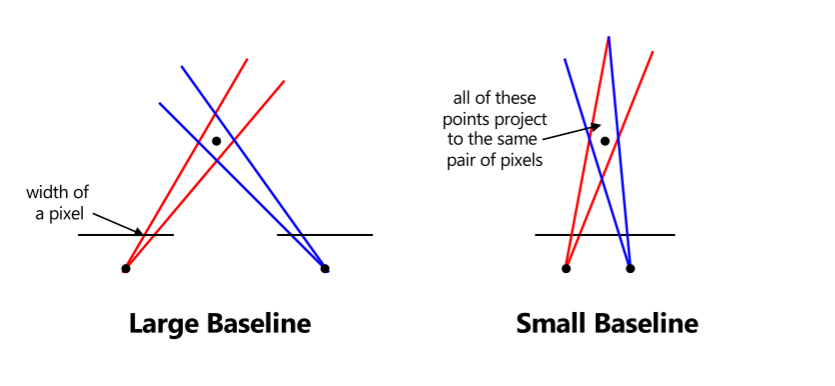 width of
a pixel
Large Baseline
all of these
points project
to the same
pair of pixels
Small Baseline